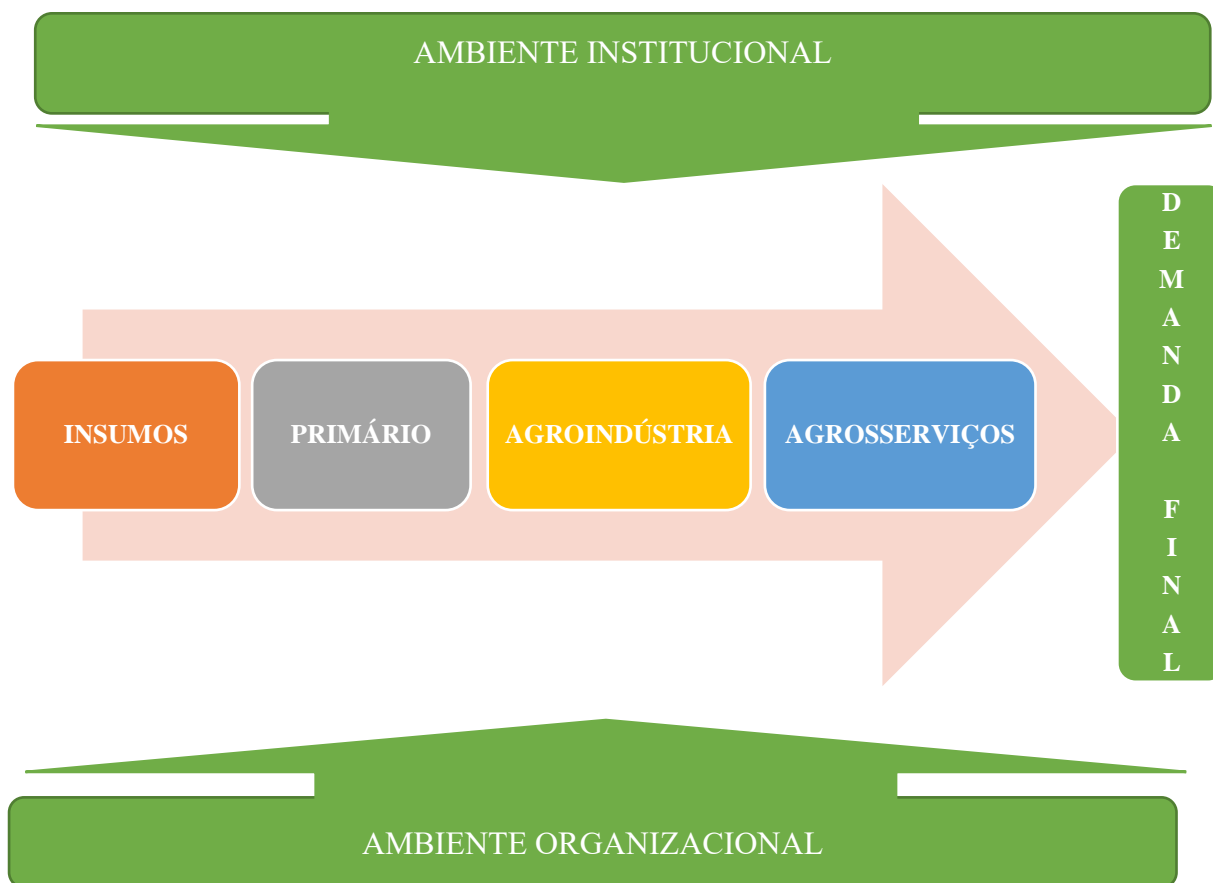 AMBIENTE INSTITUCIONAL
INSUMOS
PRIMÁRIO
AGROINDÚSTRIA
AGROSSERVIÇOS
D
E
M
A
N
D
A
F
I
N
A
L
AMBIENTE ORGANIZACIONAL